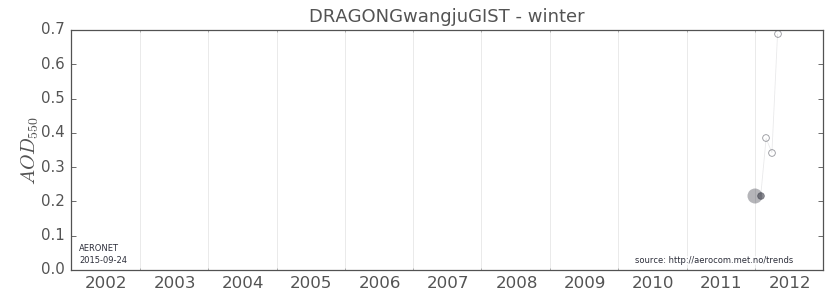 DRAGONGwangjuGIST - winter
0.7
0.6
0.5
0.4
0.3
0.2
0.1
0.0
AOD550
AERONET
2015-09-24
source: http://aerocom.met.no/trends
2002 2003 2004 2005 2006 2007 2008 2009 2010 2011 2012